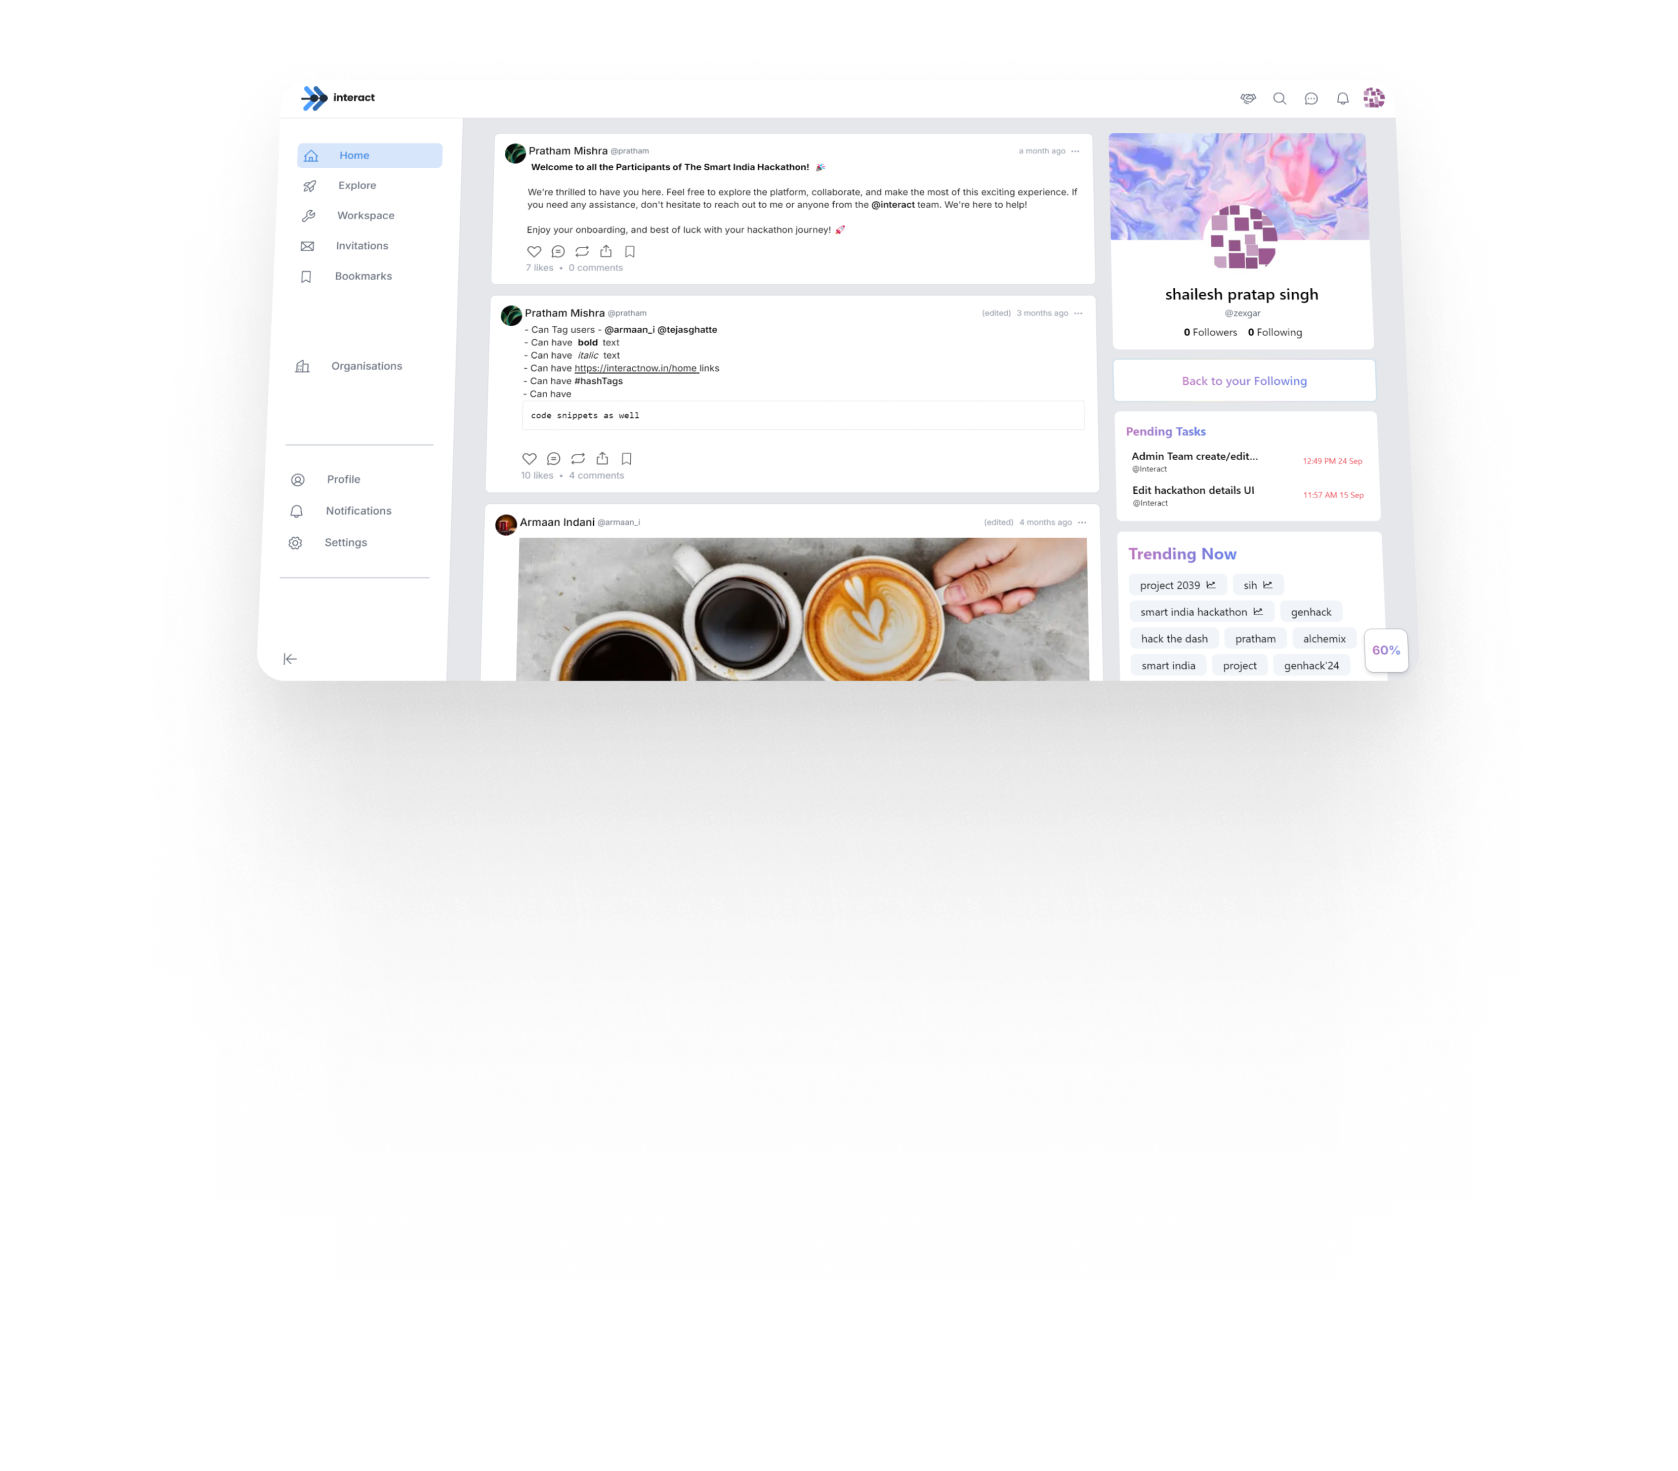 interact
Home
Explore
Workspace
Invitations
Bookmarks
Organisations
Profile
Notifications
Settings
Pratham Mishra @pratham a month ago ···
Welcome to all the Participants of The Smart India Hackathon! 🎉
We're thrilled to have you here. Feel free to explore the platform, collaborate, and make the most of this exciting experience. If
you need any assistance, don't hesitate to reach out to me or anyone from the @interact team. We're here to help!
Enjoy your onboarding, and best of luck with your hackathon journey! 🚀
7 likes • 0 comments
Pratham Mishra @pratham (edited) 3 months ago ···
- Can Tag users - @armaan_i @tejasghatte
- Can have bold text
- Can have italic text
- Can have https://interactnow.in/home links
- Can have #hashTags
- Can have
code snippets as well
10 likes • 4 comments
Armaan Indani @armaan_i (edited) 4 months ago ···
shailesh pratap singh
@zexgar
0 Followers 0 Following
Back to your Following
Pending Tasks
Admin Team create/edit... 12:49 PM 24 Sep
@Interact
Edit hackathon details UI 11:57 AM 15 Sep
@Interact
Trending Now
project 2039 sih
smart india hackathon genhack
hack the dash pratham alchemix
smart india project genhack'24
60%